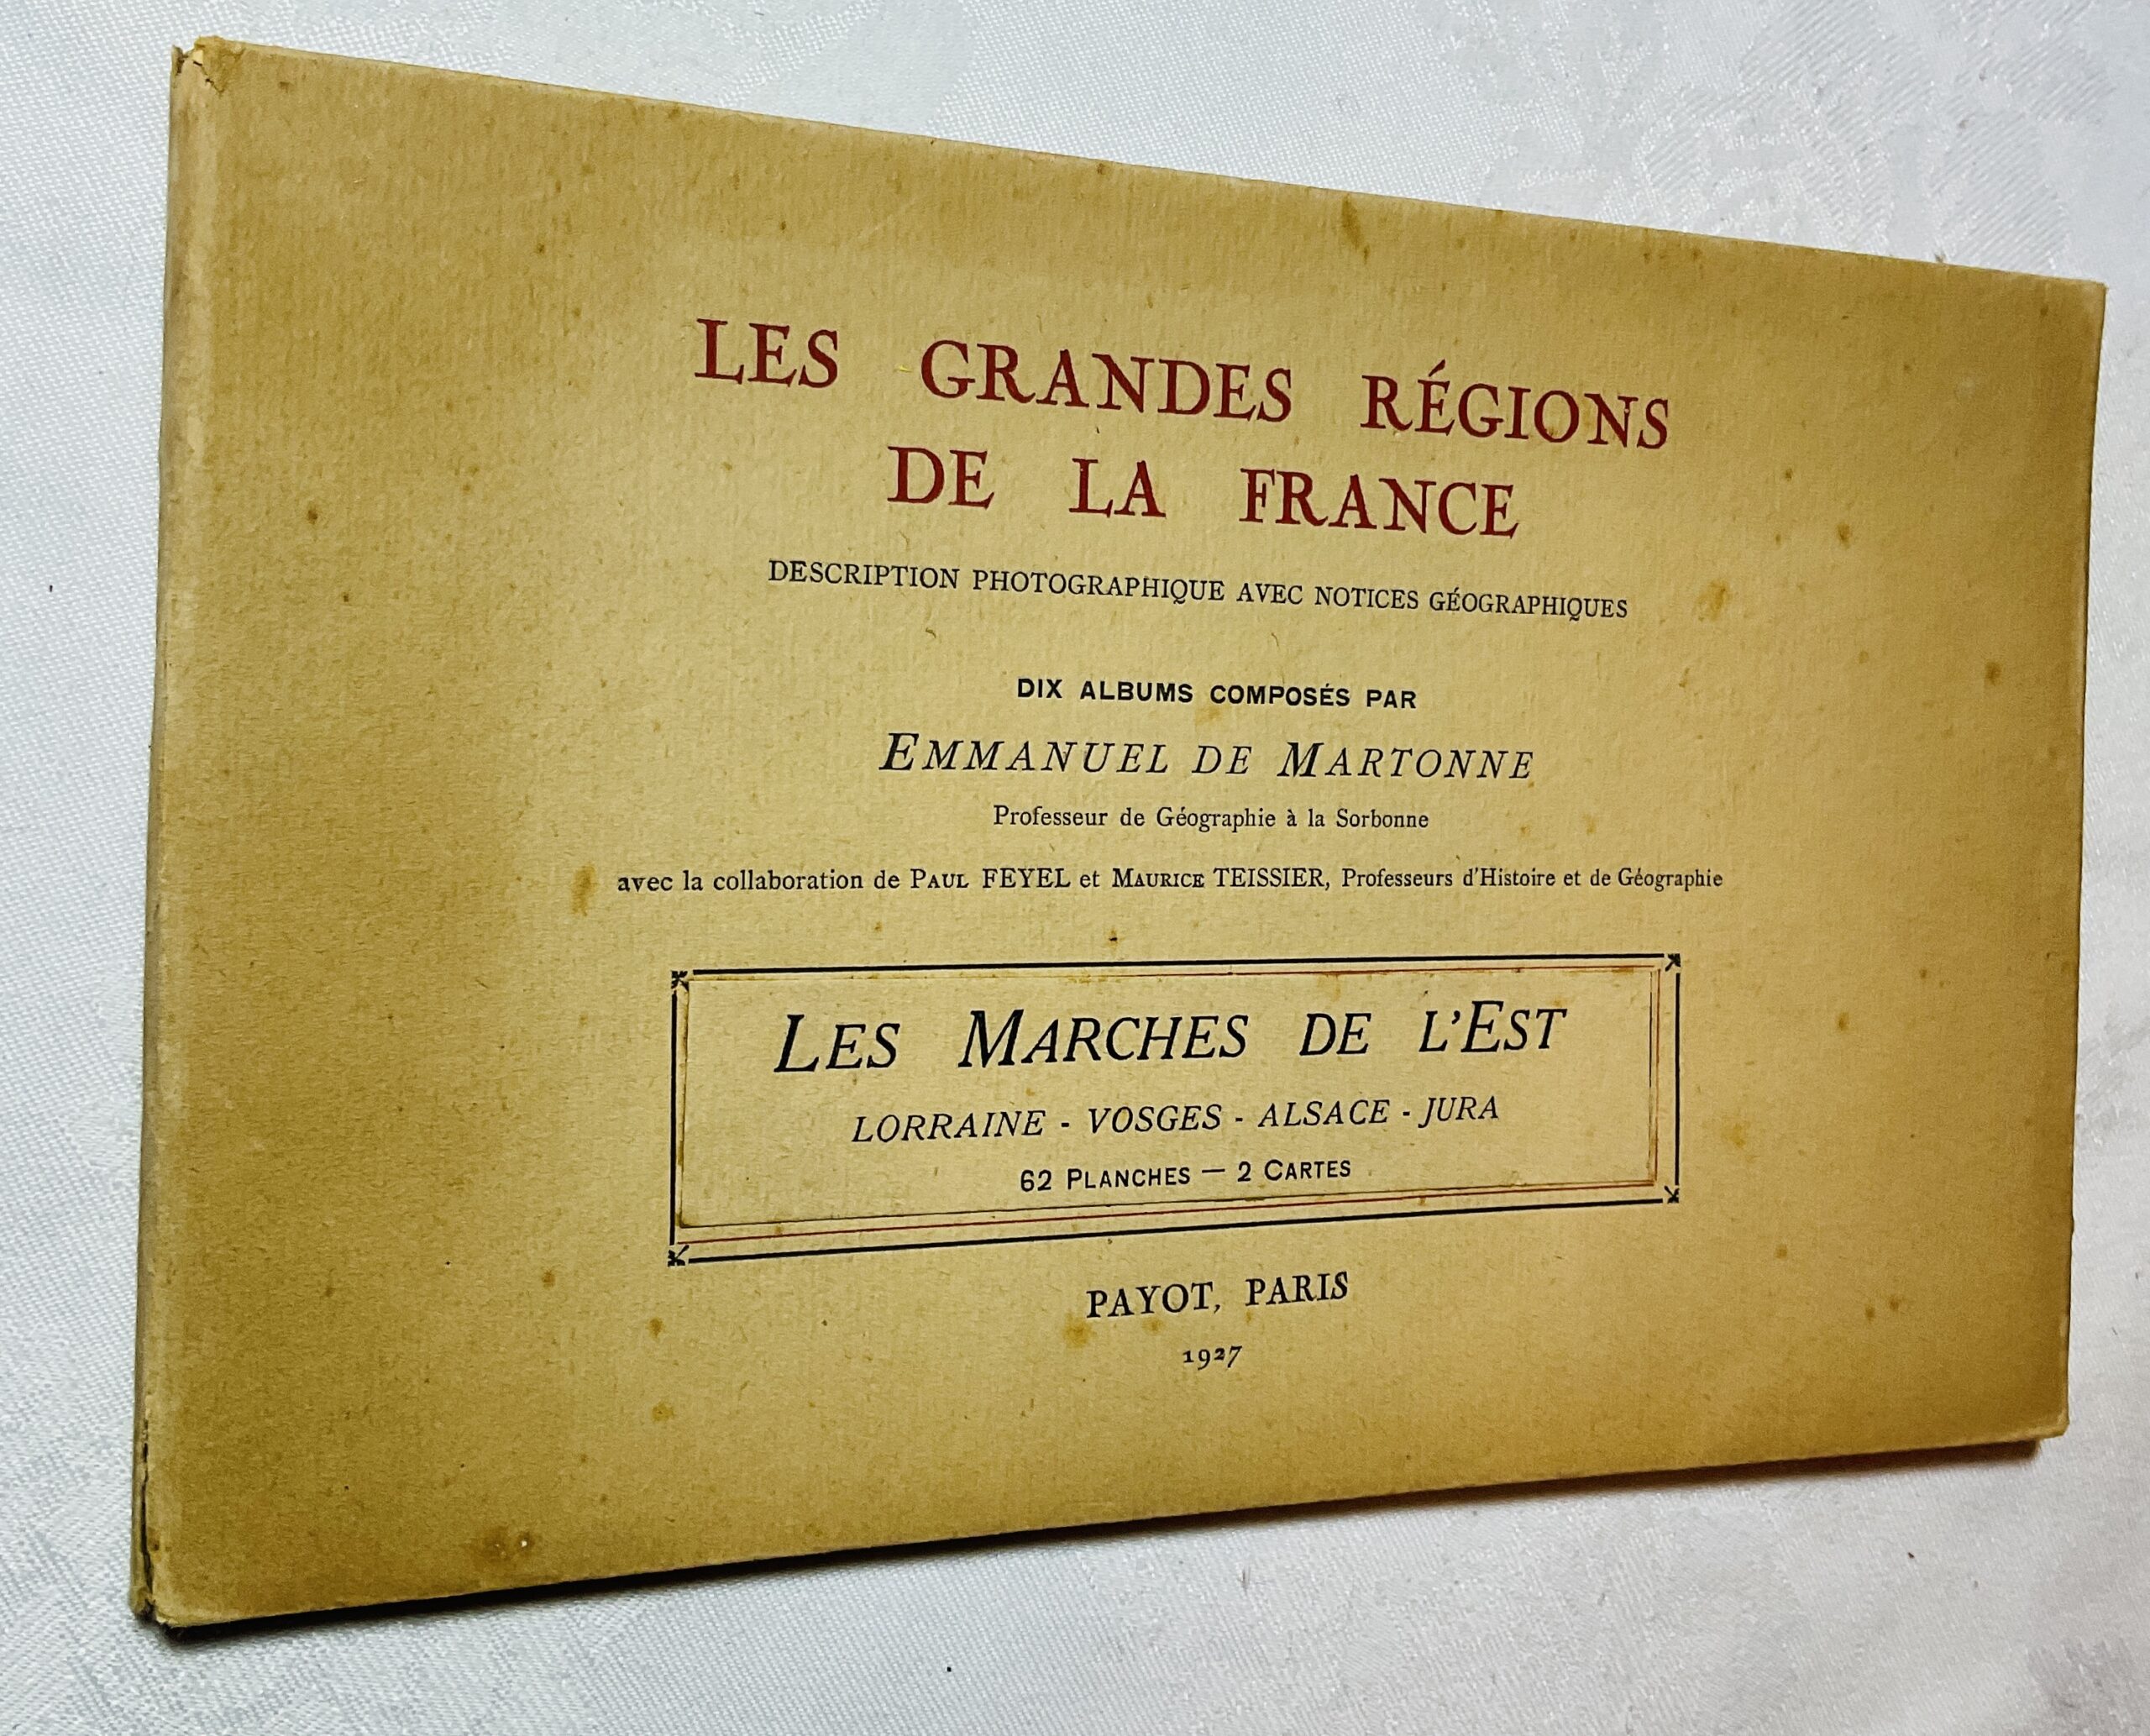 LES GRANDES RÉGIONS
DE LA FRANCE
DESCRIPTION PHOTOGRAPHIQUE AVEC NOTICES GÉOGRAPHIQUES
DIX ALBUMS COMPOSÉS PAR
EMMANUEL DE MARTONNE
Professeur de Géographie à la Sorbonne
avec la collaboration de PAUL FEYEL et MAURICE TEISSIER, Professeurs d'Histoire et de Géographie
LES MARCHES DE L'EST
LORRAINE - VOSGES - ALSACE - JURA
62 PLANCHES — 2 CARTES
PAYOT, PARIS
1927